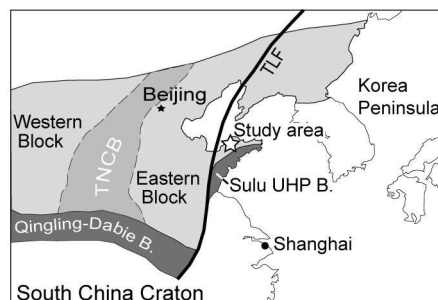 TLF
Korea
Peninsula
Beijing
Western
Block
TNCB
Study area
Eastern
Block
Sulu UHP B.
Qingling-Dabie B.
Shanghai
South China Craton